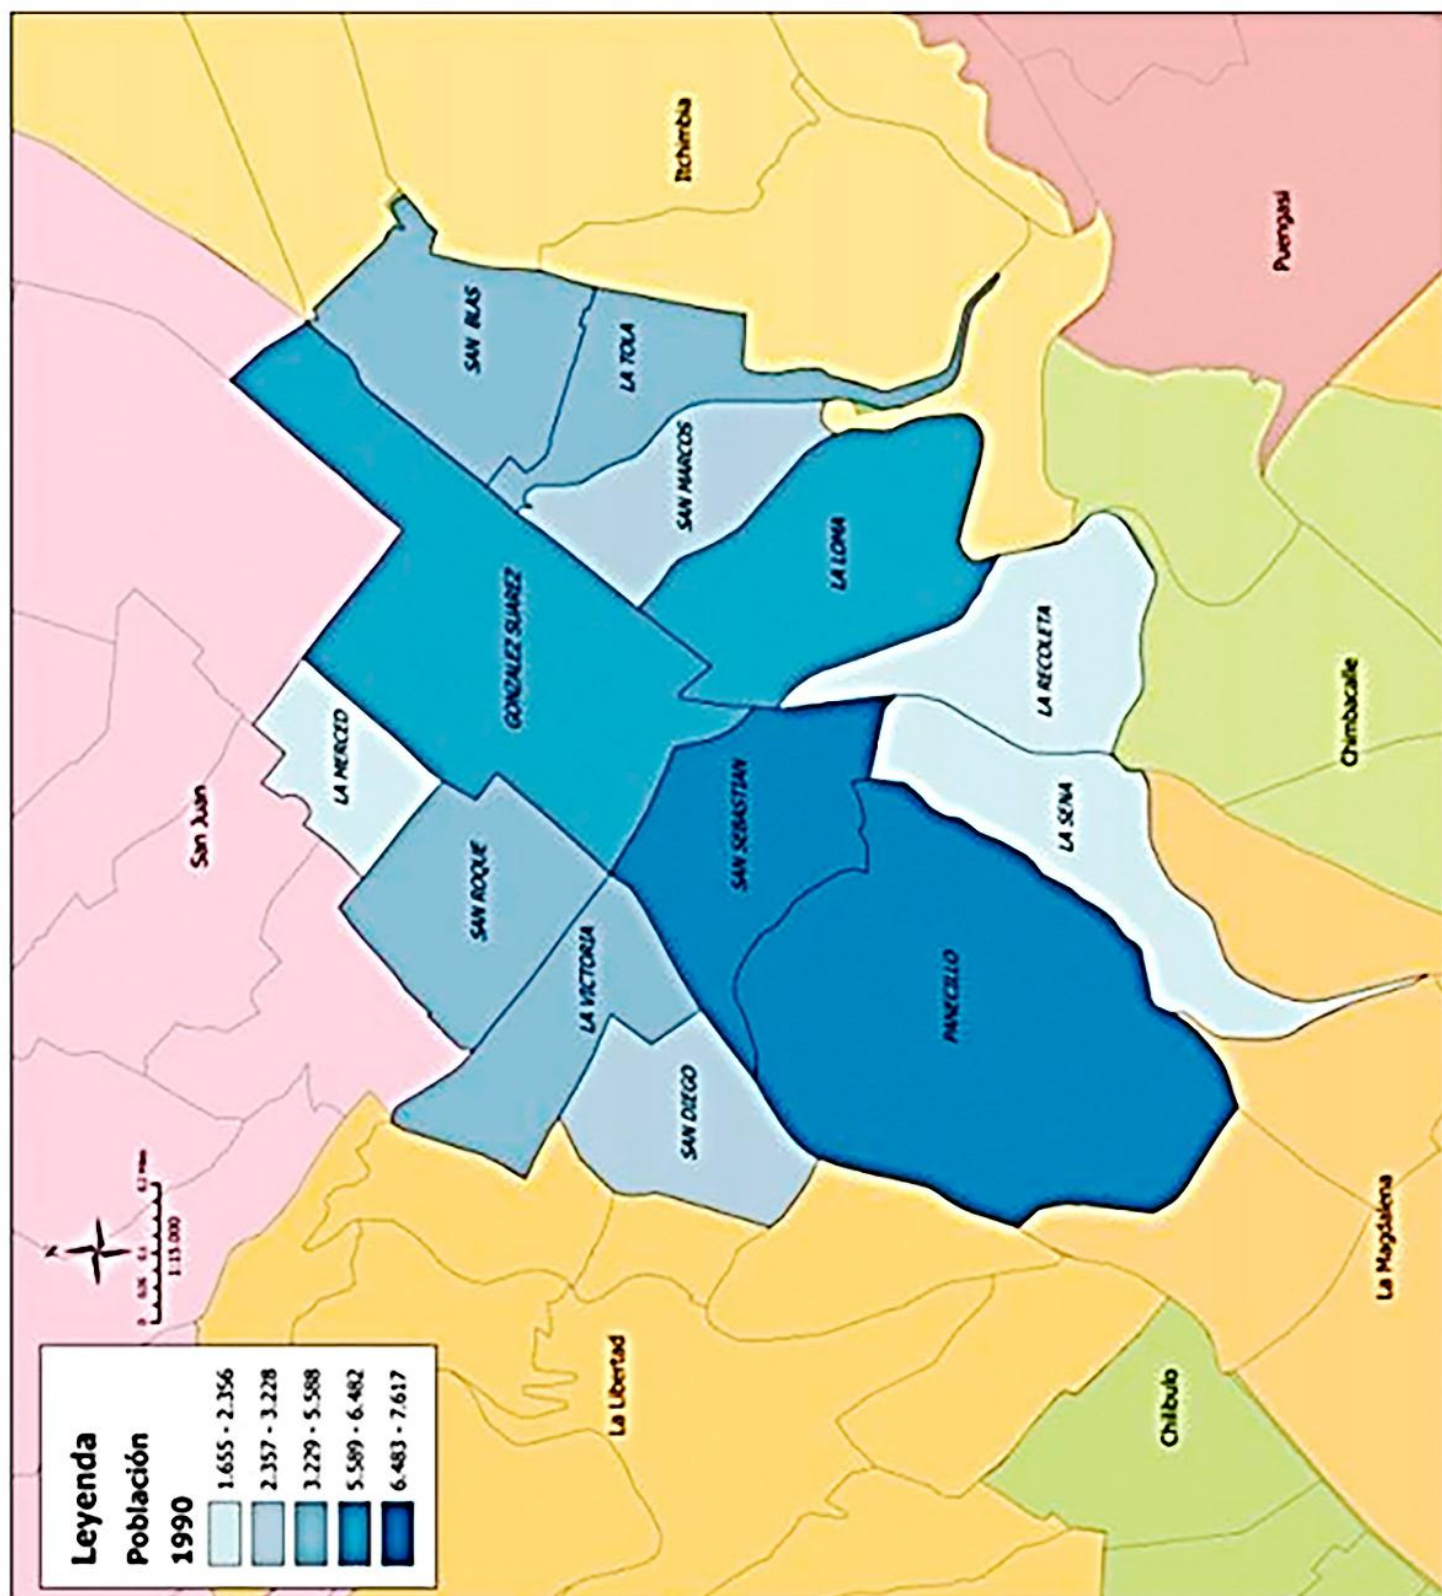 Leyenda
Población
1990
1.655 - 2.356
2.357 - 3.228
3.229 - 5.588
5.589 - 6.482
6.483 - 7.617
N
1:15.000
San Juan
Itchimbia
Puengasi
Chimbacalle
La Magdalena
Chilibulo
La Libertad
SAN BLAS
LA TOLA
SAN MARCOS
GONZALEZ SUAREZ
LA LOMA
LA MERCED
LA RECOLETA
SAN ROQUE
SAN SEBASTIAN
LA SENA
LA VICTORIA
PANECILLO
SAN DIEGO